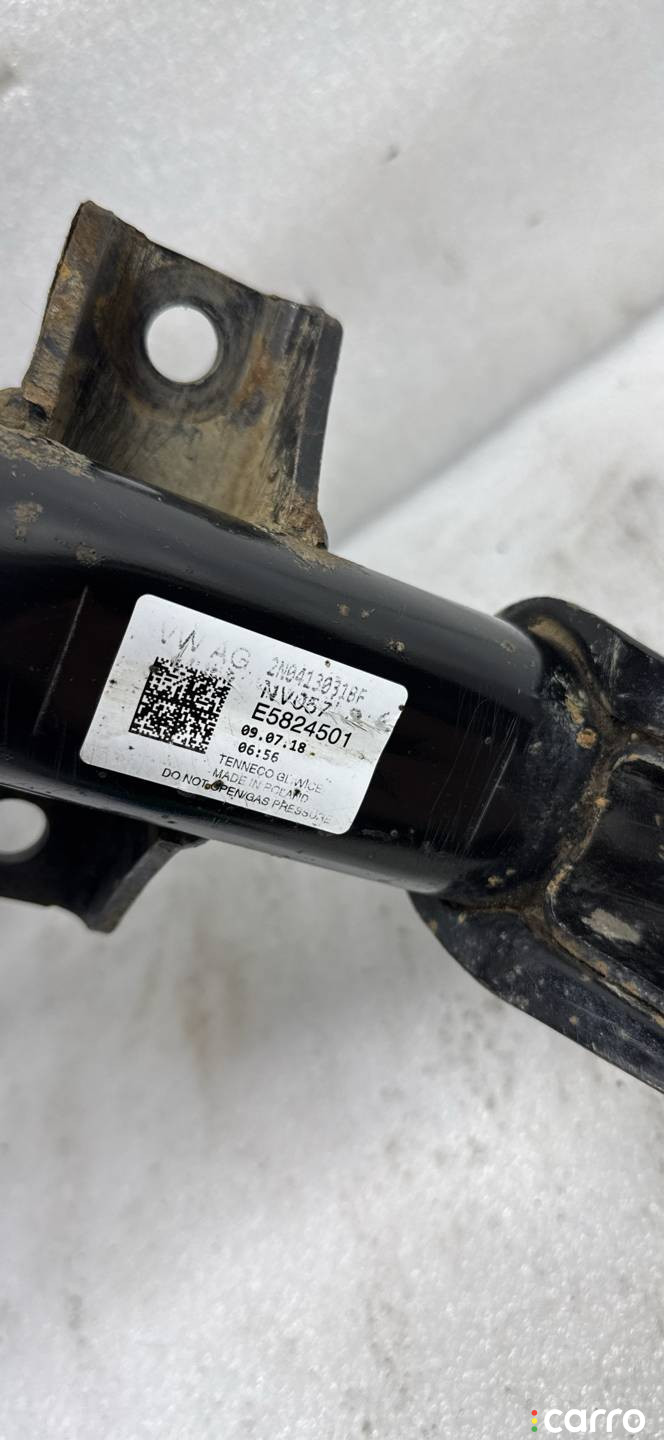 VW AG
2N0413031BF
NV057
E5824501
09.07.18
06:56
TENNECO GLIWICE
MADE IN POLAND
DO NOT OPEN/GAS PRESSURE
carro